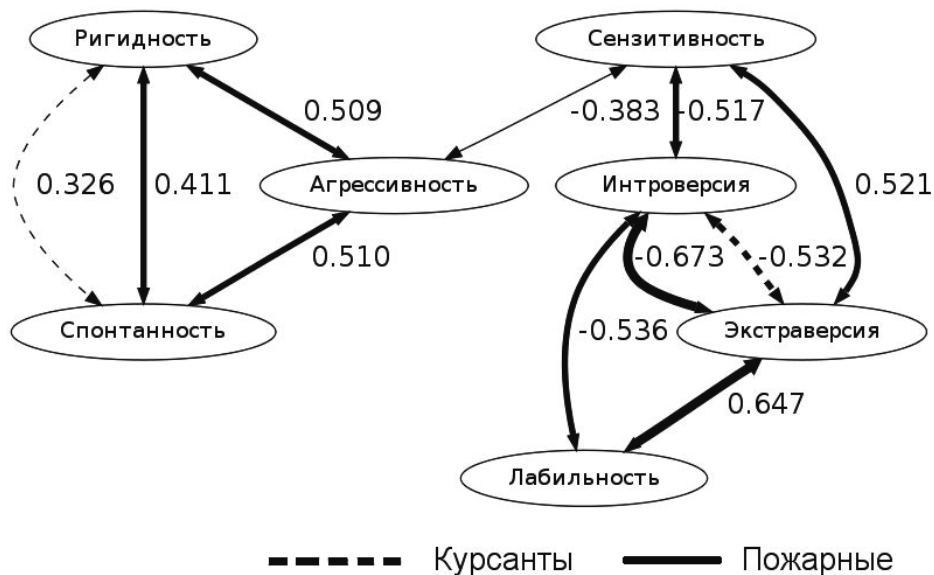 Ригидность Сензитивность
0.509 -0.383 -0.517
0.326 0.411 Агрессивность Интроверсия 0.521
0.510 -0.673 -0.532
Спонтанность -0.536 Экстраверсия
0.647
Лабильность
Курсанты Пожарные